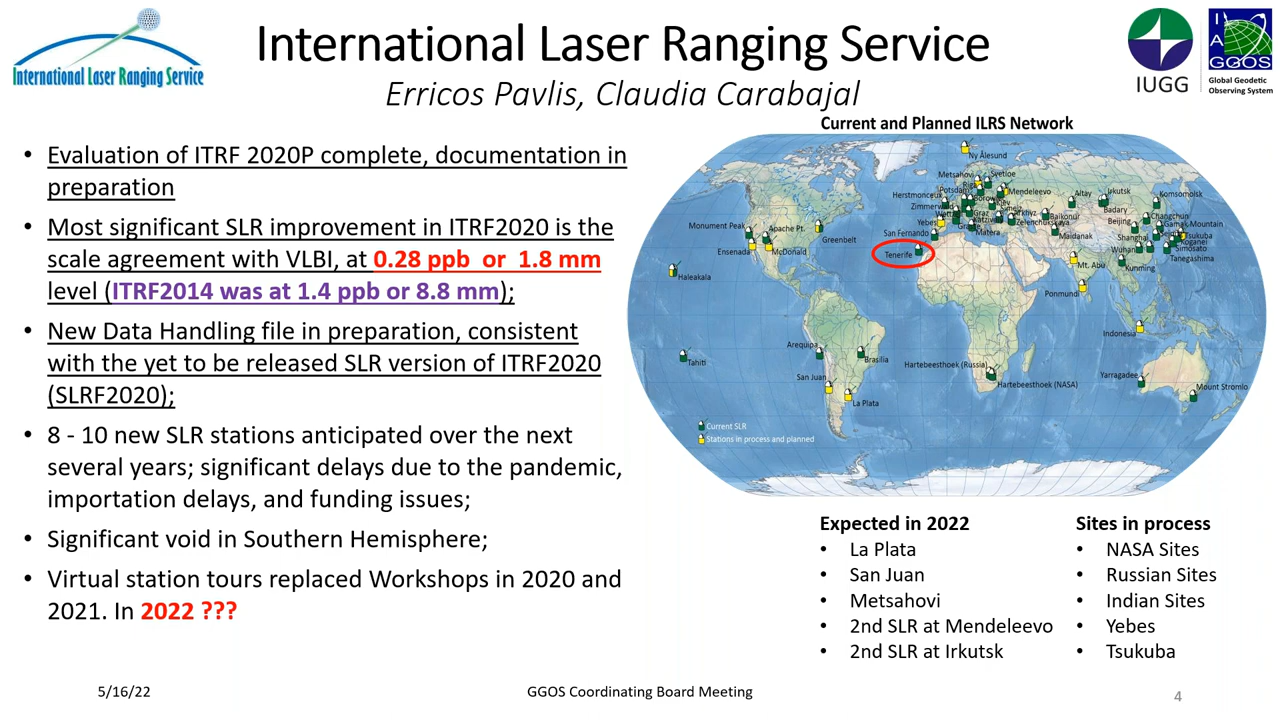 International Laser Ranging Service
International Laser Ranging Service
Erricos Pavlis, Claudia Carabajal
IUGG
I
A
G
GGOS
Global Geodetic
Observing System
• Evaluation of ITRF 2020P complete, documentation in
preparation
• Most significant SLR improvement in ITRF2020 is the
scale agreement with VLBI, at 0.28 ppb or 1.8 mm
level (ITRF2014 was at 1.4 ppb or 8.8 mm);
• New Data Handling file in preparation, consistent
with the yet to be released SLR version of ITRF2020
(SLRF2020);
• 8 - 10 new SLR stations anticipated over the next
several years; significant delays due to the pandemic,
importation delays, and funding issues;
• Significant void in Southern Hemisphere;
• Virtual station tours replaced Workshops in 2020 and
2021. In 2022 ???
Current and Planned ILRS Network
Ny Ålesund
Metsahovi
Svetloe
Riga
Mendeleevo
Potsdam
Herstmonceux
Borow
Kiev
Altay
Irkutsk
Komsomolsk
Zimmerwald
Graz
Simeiz
Arkhyz
Baikonur
Badary
Changchun
Katzively
Zelenchukskaya
Beijing
Gamak Mountain
Yebes
Grasse
Matera
Maidanak
Shanghai
Tsukuba
Koganei
San Fernando
Wuhan
Simosato
Tanegashima
Kunming
Tenerife
Mt. Abu
Ponmundi
Monument Peak
Apache Pt.
Greenbelt
Ensenada
McDonald
Haleakala
Indonesia
Arequipa
Brasilia
Tahiti
Hartebeesthoek (Russia)
Hartebeesthoek (NASA)
Yarragadee
Mount Stromlo
San Juan
La Plata
Current SLR
Stations in process and planned
Expected in 2022
• La Plata
• San Juan
• Metsahovi
• 2nd SLR at Mendeleevo
• 2nd SLR at Irkutsk
Sites in process
• NASA Sites
• Russian Sites
• Indian Sites
• Yebes
• Tsukuba
5/16/22
GGOS Coordinating Board Meeting
4